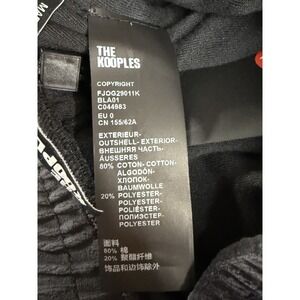 THE
KOOPLES
COPYRIGHT
FJOG29011K
BLA01
C044983
EU 0
CN 155/62A
EXTERIEUR-
OUTSHELL- EXTERIOR-
ВНЕШНЯЯ ЧАСТЬ-
ÄUSSERES
80% COTON- COTTON-
ALGODÓN-
ХЛОПОК-
BAUMWOLLE
20% POLYESTER-
POLYESTER-
POLIÉSTER-
ПОЛИЭСТЕР-
POLYESTER
面料
80% 棉
20% 聚酯纤维
饰品和边饰除外